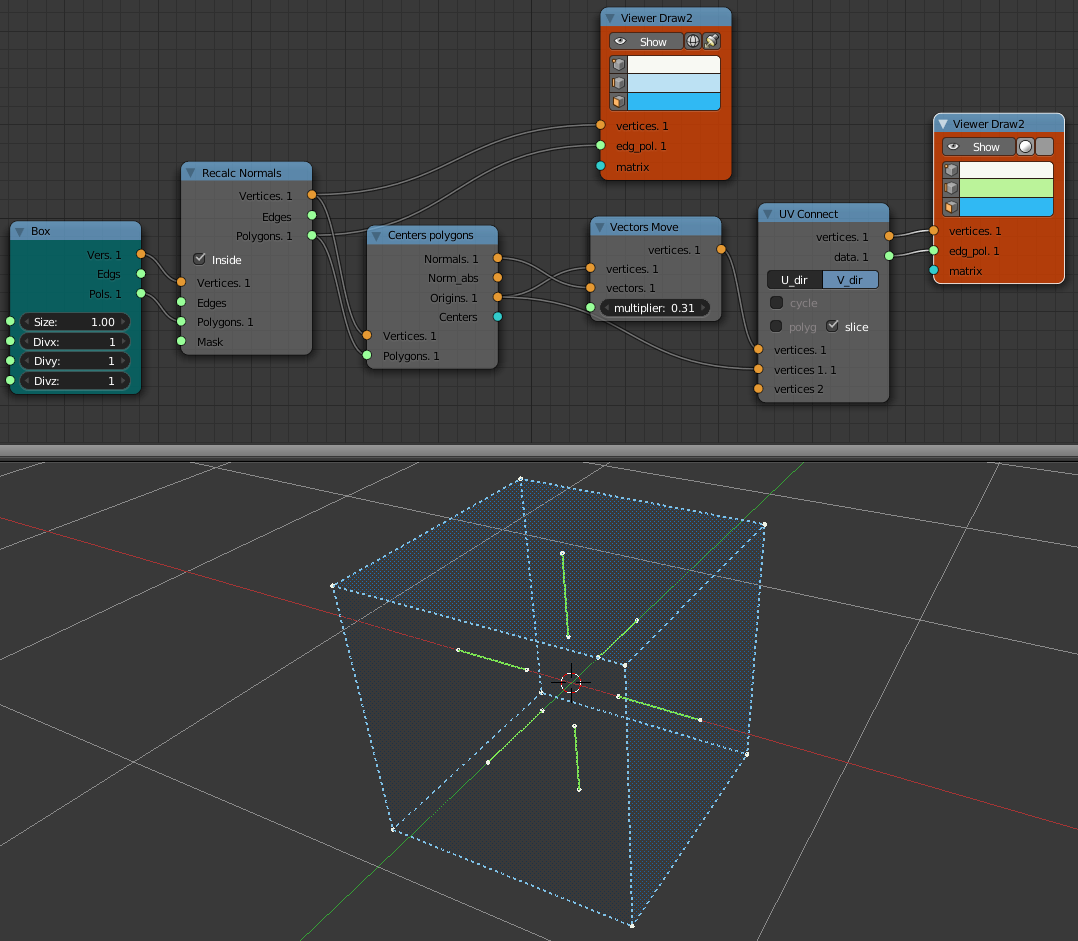 Viewer Draw2
Show
vertices. 1
edg_pol. 1
matrix
Viewer Draw2
Show
vertices. 1
edg_pol. 1
matrix
Recalc Normals
Vertices. 1
Edges
Polygons. 1
Inside
Vertices. 1
Edges
Polygons. 1
Mask
Box
Vers. 1
Edgs
Pols. 1
Size: 1.00
Divx: 1
Divy: 1
Divz: 1
Centers polygons
Normals. 1
Norm_abs
Origins. 1
Centers
Vertices. 1
Polygons. 1
Vectors Move
vertices. 1
vertices. 1
vectors. 1
multiplier: 0.31
UV Connect
vertices. 1
data. 1
U_dir V_dir
cycle
polyg slice
vertices. 1
vertices 1. 1
vertices 2